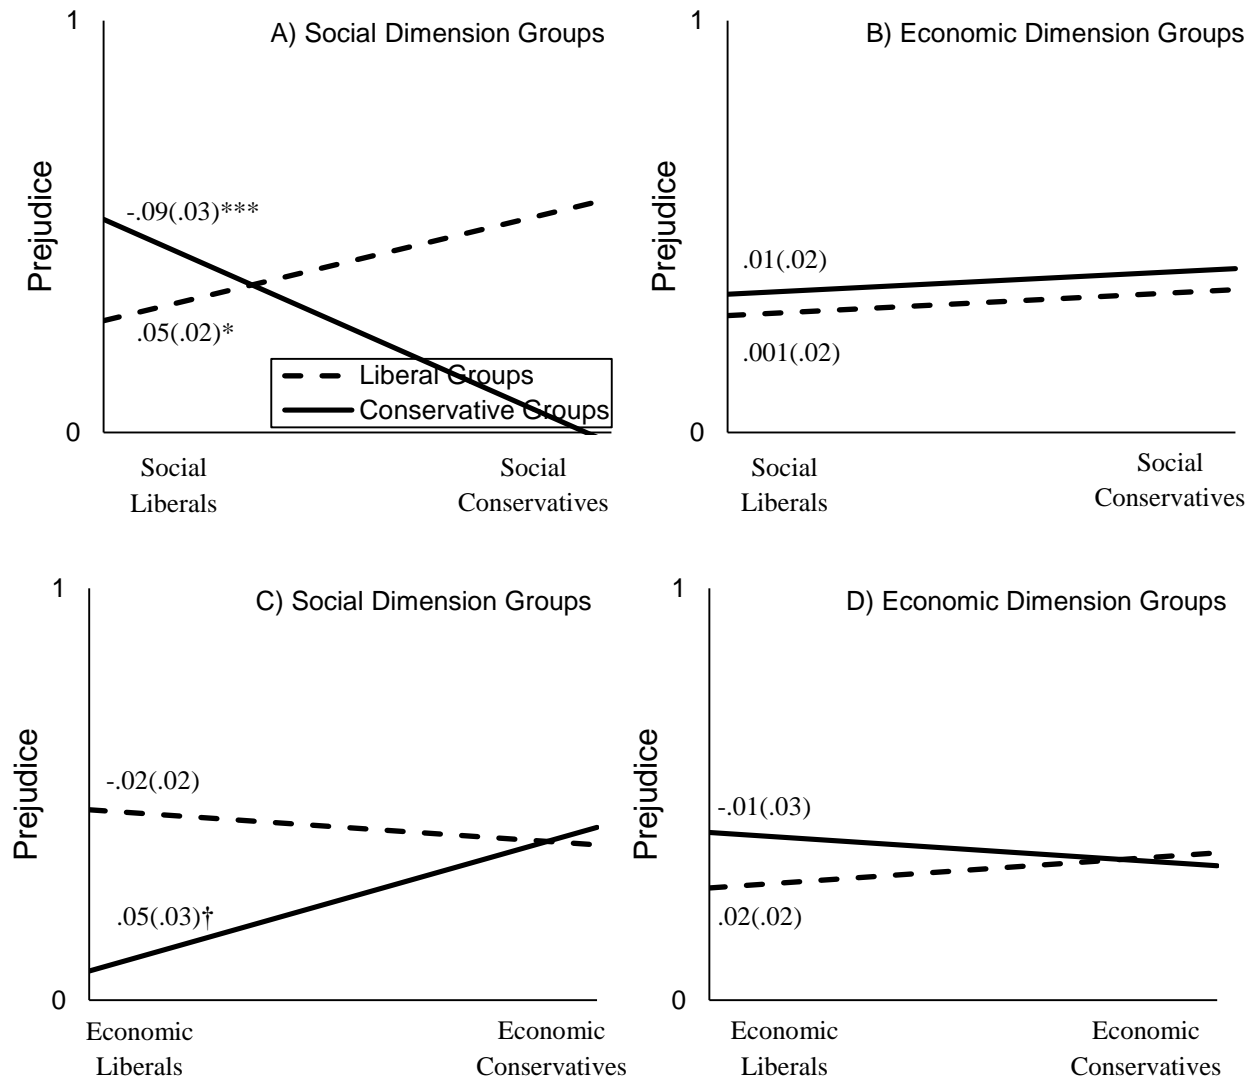 1
A) Social Dimension Groups
Prejudice
-.09(.03)***
.05(.02)*
Liberal Groups
Conservative Groups
0
Social
Liberals
Social
Conservatives
1
B) Economic Dimension Groups
Prejudice
.01(.02)
.001(.02)
0
Social
Liberals
Social
Conservatives
1
C) Social Dimension Groups
Prejudice
-.02(.02)
.05(.03)†
0
Economic
Liberals
Economic
Conservatives
1
D) Economic Dimension Groups
Prejudice
-.01(.03)
.02(.02)
0
Economic
Liberals
Economic
Conservatives